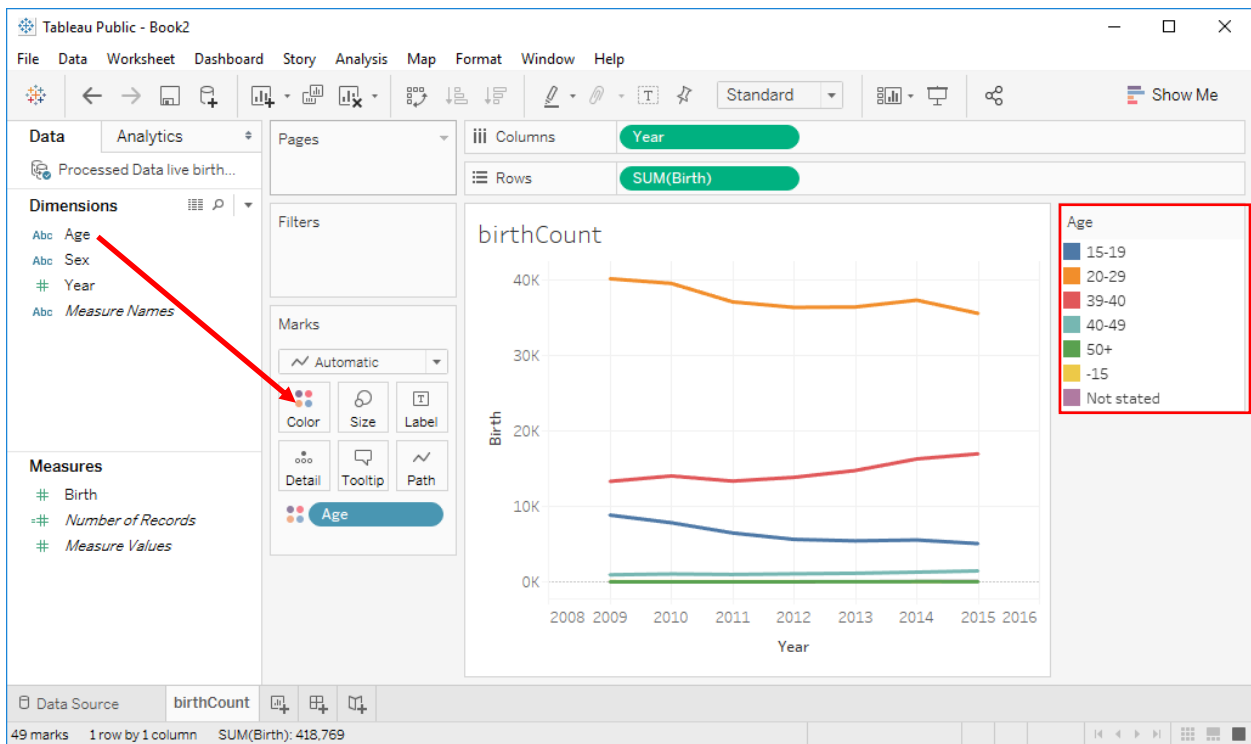 Tableau Public - Book2
File Data Worksheet Dashboard Story Analysis Map Format Window Help
Standard
Show Me
Data Analytics
Processed Data live birth...
Dimensions
Abc Age
Abc Sex
# Year
Abc Measure Names
Measures
# Birth
=# Number of Records
# Measure Values
Pages
Filters
Marks
Automatic
Color Size Label
Detail Tooltip Path
Age
Columns Year
Rows SUM(Birth)
birthCount
40K
30K
20K
10K
0K
Birth
2008 2009 2010 2011 2012 2013 2014 2015 2016
Year
Age
15-19
20-29
39-40
40-49
50+
-15
Not stated
Data Source birthCount
49 marks 1 row by 1 column SUM(Birth): 418,769